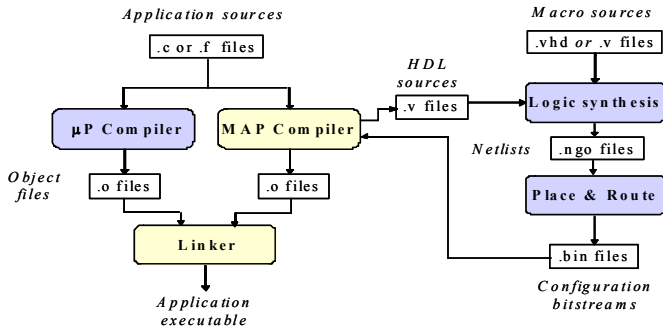 Application sources
.c or .f files
Macro sources
.vhd or .v files
HDL
sources
.v files
µP Compiler
MAP Compiler
Logic synthesis
Netlists
.ngo files
Object
files
.o files
.o files
Place & Route
Linker
.bin files
Application
executable
Configuration
bitstreams